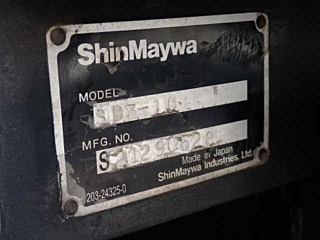 ShinMaywa
MODEL
MFG. NO.
Made in Japan
ShinMaywa Industries, Ltd.
203-24325-0